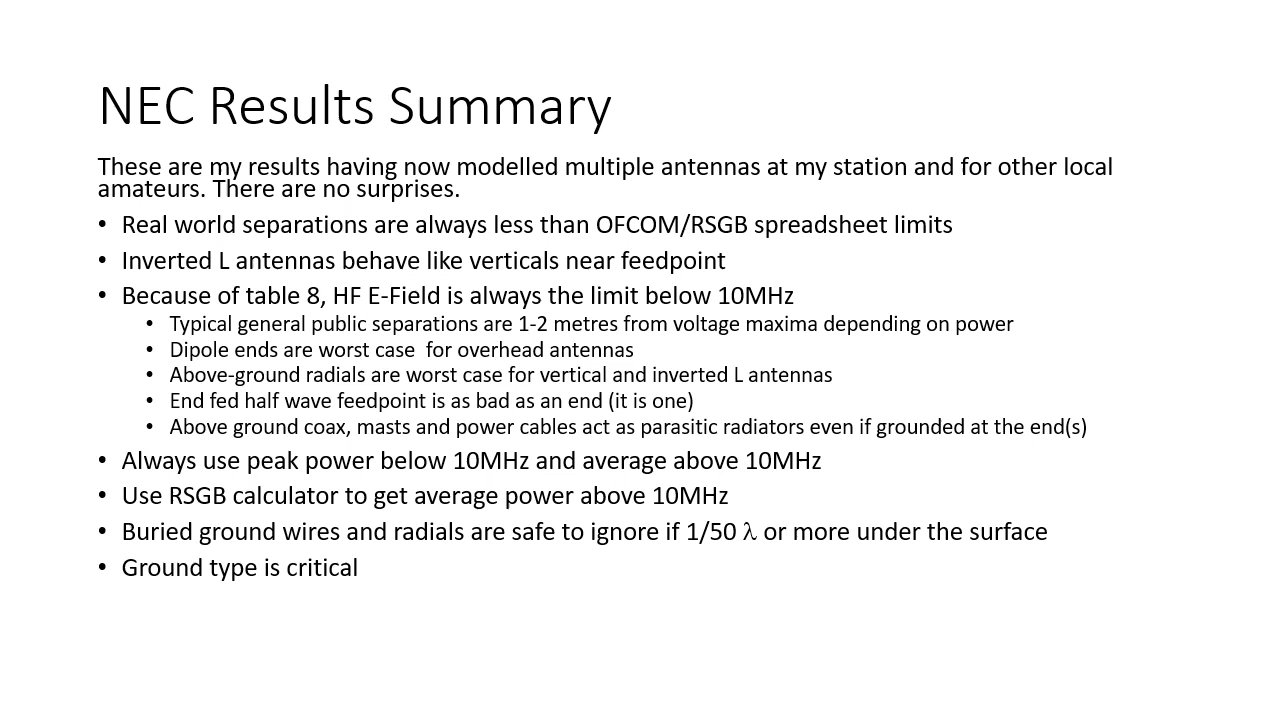 NEC Results Summary
These are my results having now modelled multiple antennas at my station and for other local
amateurs. There are no surprises.
• Real world separations are always less than OFCOM/RSGB spreadsheet limits
• Inverted L antennas behave like verticals near feedpoint
• Because of table 8, HF E-Field is always the limit below 10MHz
• Typical general public separations are 1-2 metres from voltage maxima depending on power
• Dipole ends are worst case  for overhead antennas
• Above-ground radials are worst case for vertical and inverted L antennas
• End fed half wave feedpoint is as bad as an end (it is one)
• Above ground coax, masts and power cables act as parasitic radiators even if grounded at the end(s)
• Always use peak power below 10MHz and average above 10MHz
• Use RSGB calculator to get average power above 10MHz
• Buried ground wires and radials are safe to ignore if 1/50 λ or more under the surface
• Ground type is critical